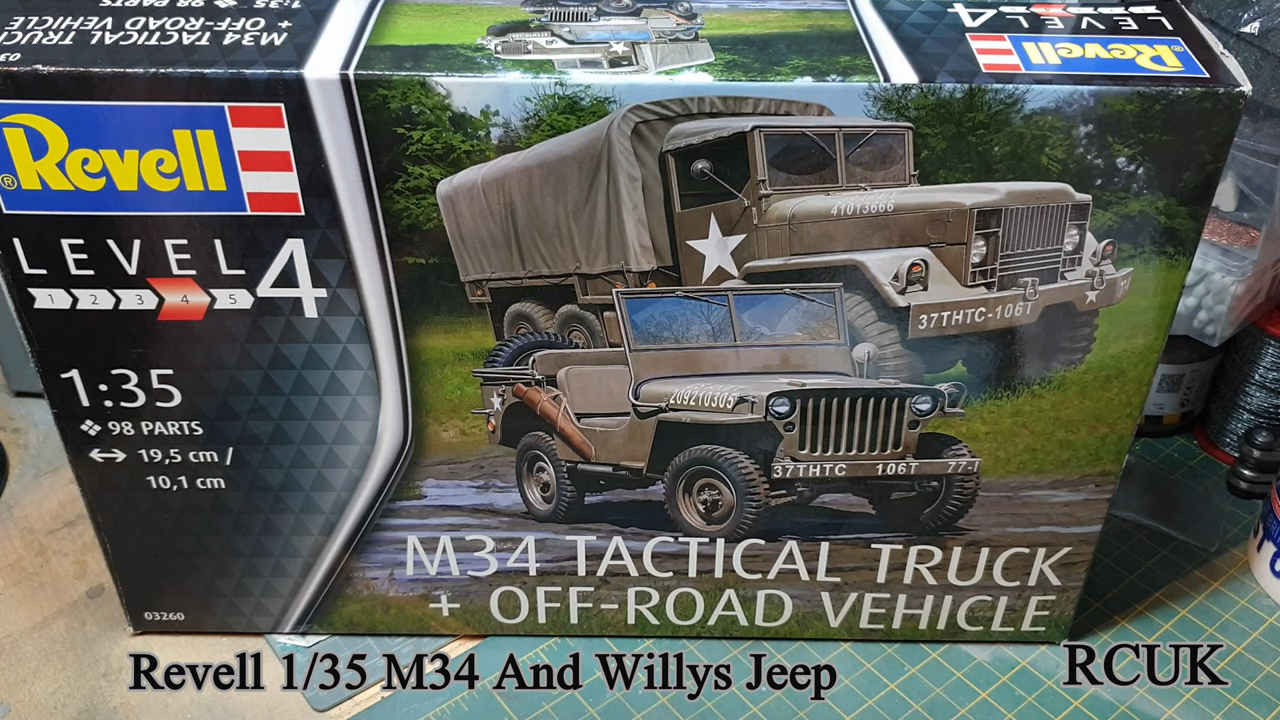 1:35 ❖ 98 PARTS
M34 TACTICAL TRUC
+ OFF-ROAD VEHICLE
LEVEL 4
Revell
® Revell
LEVEL 4
1 2 3 4 5
1:35
❖ 98 PARTS
↔ 19,5 cm /
10,1 cm
03260
41013666
37THTC-106T
20921030S
37THTC 106T 77-I
M34 TACTICAL TRUCK
+ OFF-ROAD VEHICLE
Revell 1/35 M34 And Willys Jeep
RCUK